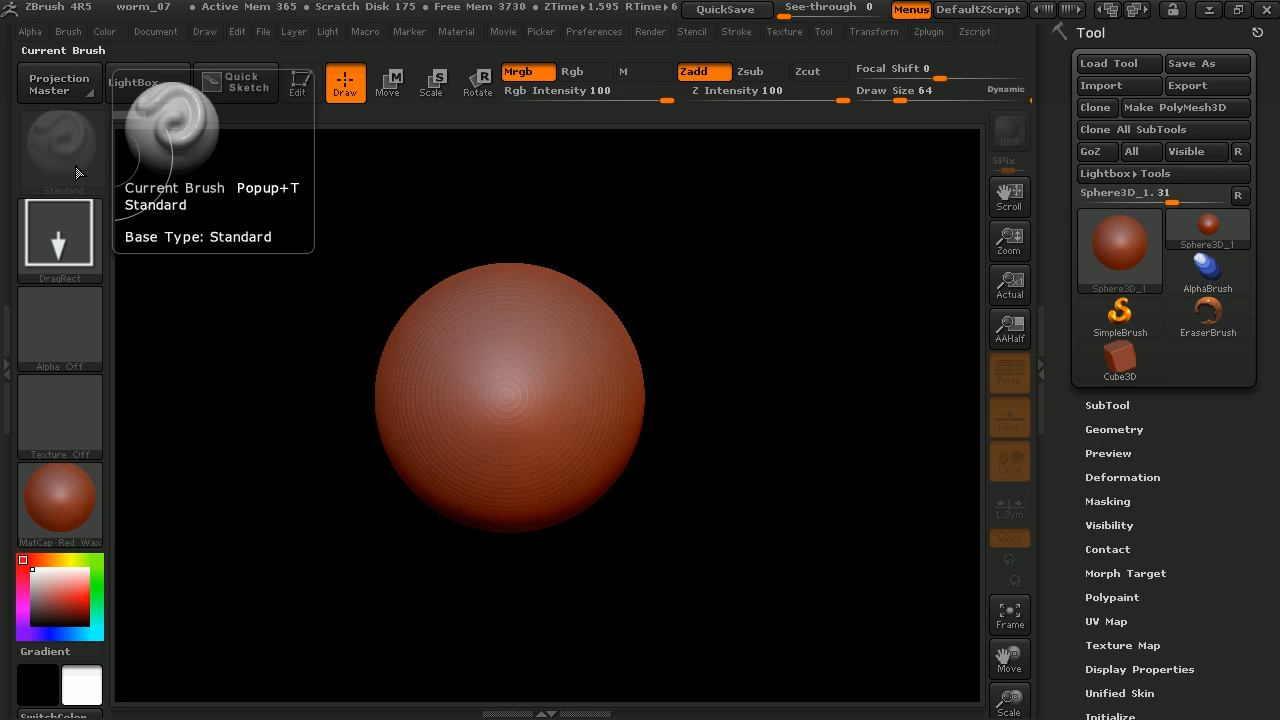 ZBrush 4R5 worm_07 • Active Mem 365 • Scratch Disk 175 • Free Mem 3730 • ZTime▸1.595 RTime▸6 QuickSave See-through 0 Menus DefaultZScript
Alpha Brush Color Document Draw Edit File Layer Light Macro Marker Material Movie Picker Preferences Render Stencil Stroke Texture Tool Transform Zplugin Zscript
Current Brush
Projection
Master
LightBox
Quick
Sketch
Edit
Draw
Move
Scale
Rotate
Mrgb Rgb M
Rgb Intensity 100
Zadd Zsub Zcut
Z Intensity 100
Focal Shift 0
Draw Size 64
Dynamic
Standard
Current Brush Popup+T
Standard
Base Type: Standard
DragRect
Alpha Off
Texture Off
MatCap Red Wax
Gradient
SwitchColor
BPR
SPix
Scroll
Zoom
Actual
AAHalf
Persp
Floor
Local
L.Sym
Frame
Move
Scale
Tool
Load Tool Save As
Import Export
Clone Make PolyMesh3D
Clone All SubTools
GoZ All Visible R
Lightbox▸Tools
Sphere3D_1. 31 R
Sphere3D_1
Sphere3D_1
AlphaBrush
SimpleBrush
EraserBrush
Cube3D
SubTool
Geometry
Preview
Deformation
Masking
Visibility
Contact
Morph Target
Polypaint
UV Map
Texture Map
Display Properties
Unified Skin
Initialize